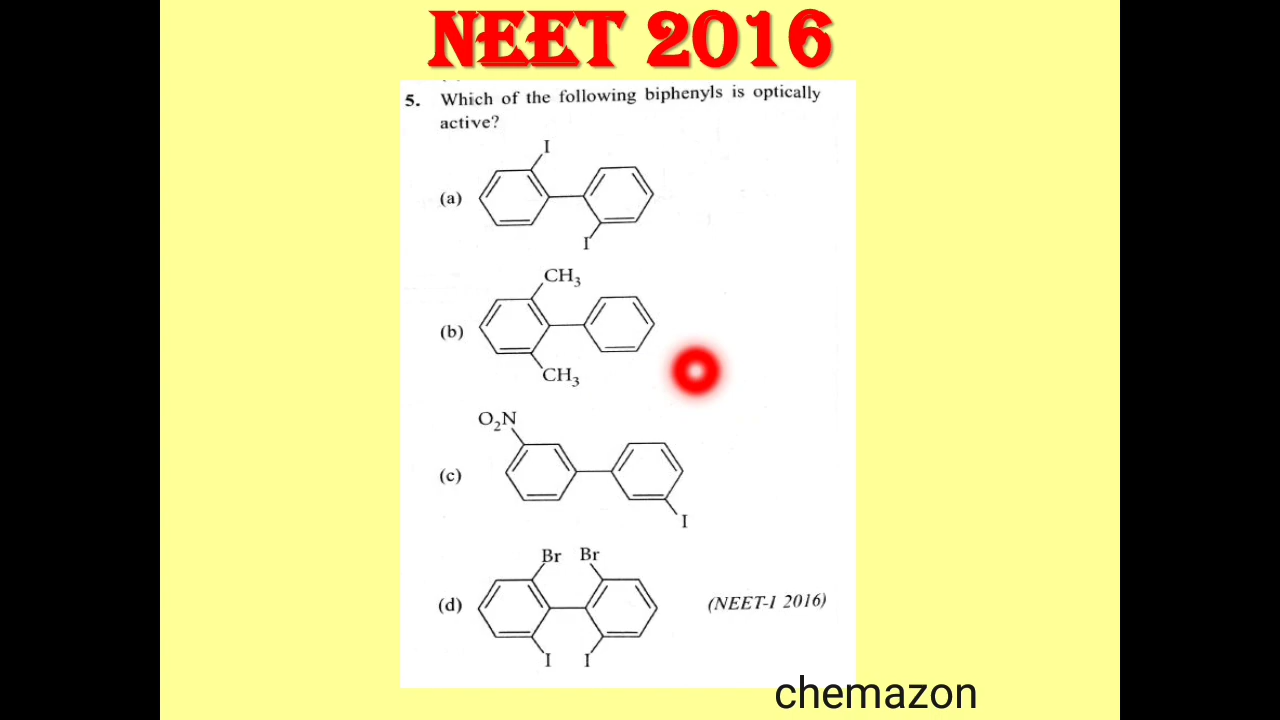 NEET 2016
5. Which of the following biphenyls is optically
active?
I
(a)
I
CH3
(b)
CH3
O2N
(c)
I
Br Br
(d)
(NEET-I 2016)
I I
chemazon